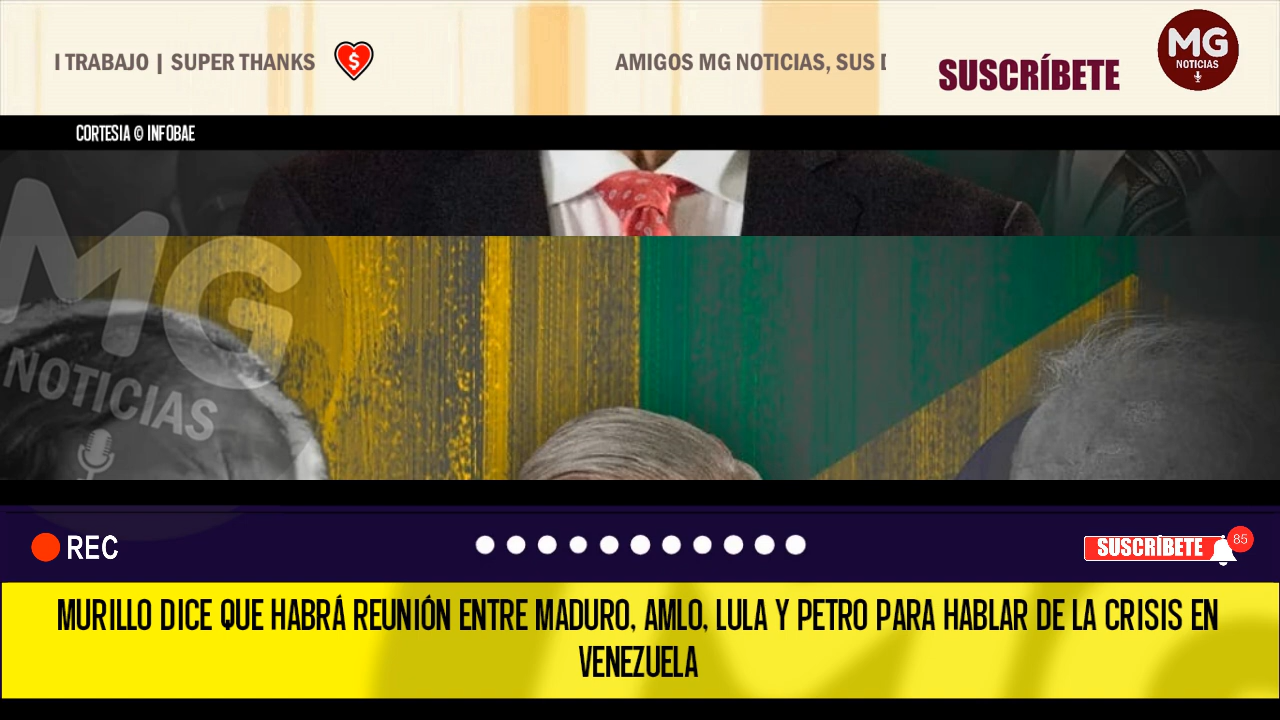 I TRABAJO | SUPER THANKS
AMIGOS MG NOTICIAS, SUS
SUSCRÍBETE
MG
NOTICIAS
CORTESIA © INFOBAE
MG
NOTICIAS
REC
SUSCRÍBETE
85
MURILLO DICE QUE HABRÁ REUNIÓN ENTRE MADURO, AMLO, LULA Y PETRO PARA HABLAR DE LA CRISIS EN
VENEZUELA